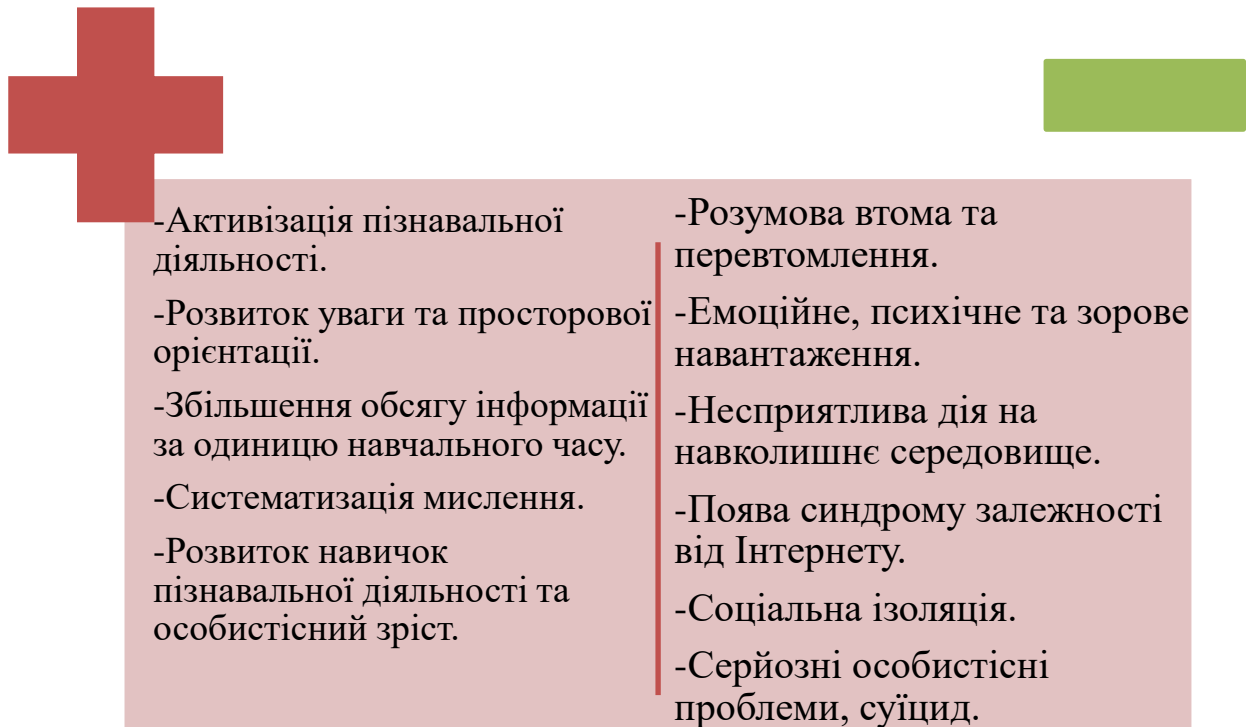 -Активізація пізнавальної
діяльності.
-Розвиток уваги та просторової
орієнтації.
-Збільшення обсягу інформації
за одиницю навчального часу.
-Систематизація мислення.
-Розвиток навичок
пізнавальної діяльності та
особистісний зріст.
-Розумова втома та
перевтомлення.
-Емоційне, психічне та зорове
навантаження.
-Несприятлива дія на
навколишнє середовище.
-Поява синдрому залежності
від Інтернету.
-Соціальна ізоляція.
-Серйозні особистісні
проблеми, суїцид.